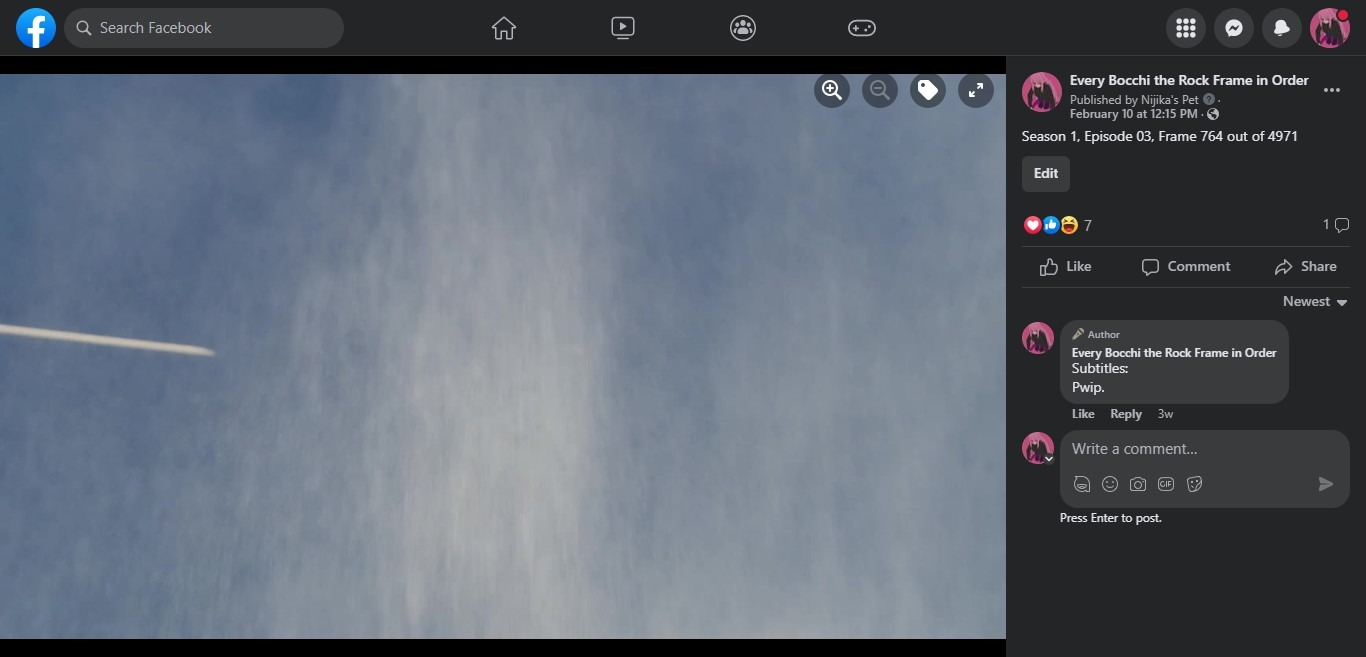 Search Facebook
Every Bocchi the Rock Frame in Order
Published by Nijika's Pet ·
February 10 at 12:15 PM ·
Season 1, Episode 03, Frame 764 out of 4971
Edit
7
1
Like Comment Share
Newest
Author
Every Bocchi the Rock Frame in Order
Subtitles:
Pwip.
Like Reply 3w
Write a comment...
GIF
Press Enter to post.